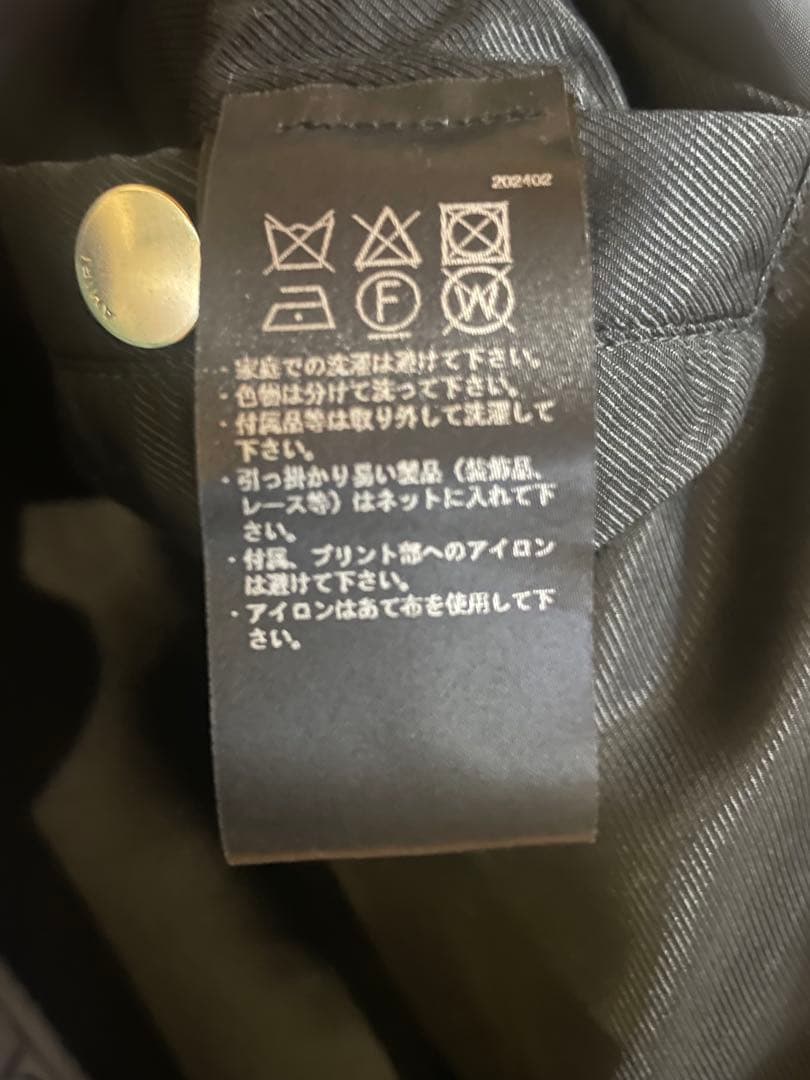 202402
F W
・家庭での洗濯は避けて下さい。
・色物は分けて洗って下さい。
・付属品等は取り外して洗濯して
下さい。
・引っ掛かり易い製品（装飾品、
レース等）はネットに入れて下
さい。
・付属、プリント部へのアイロン
は避けて下さい。
・アイロンはあて布を使用して下
さい。